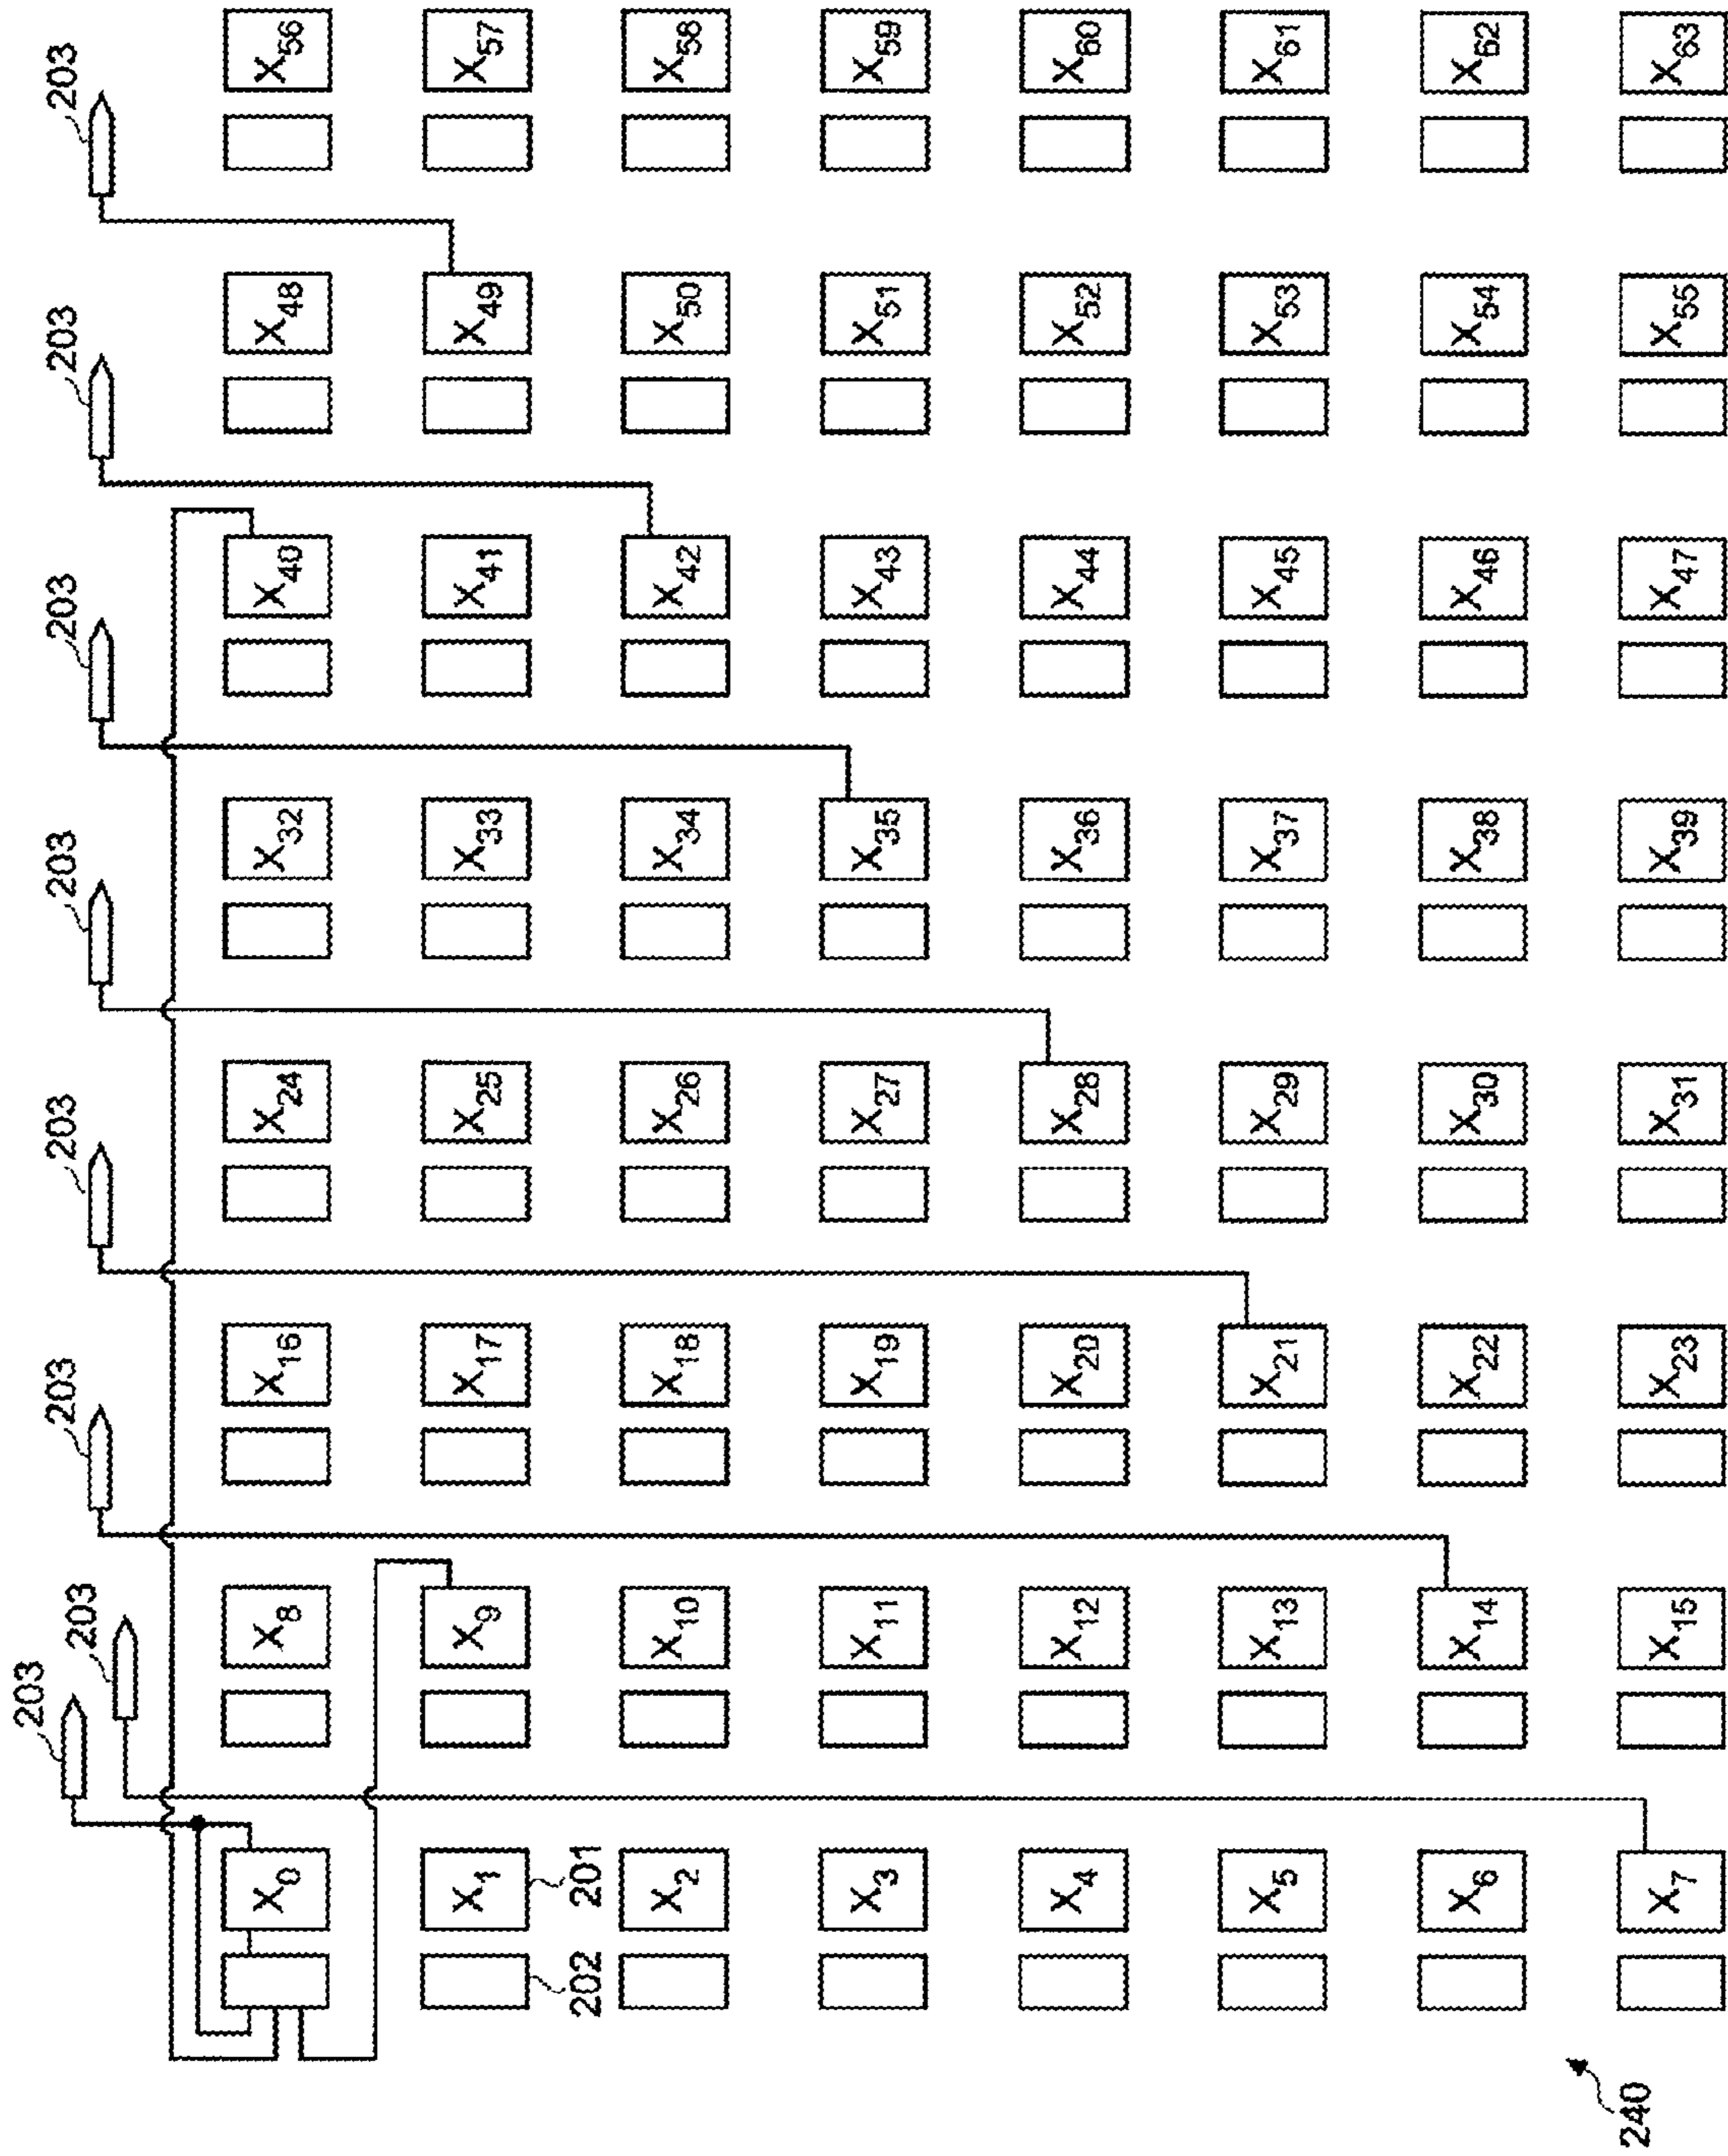 203
203 203 203 203 203 203 203
X0 X8 X16 X24 X32 X40 X48 X56
X1 X9 X17 X25 X33 X41 X49 X57
202 201
X2 X10 X18 X26 X34 X42 X50 X58
X3 X11 X19 X27 X35 X43 X51 X59
X4 X12 X20 X28 X36 X44 X52 X60
X5 X13 X21 X29 X37 X45 X53 X61
X6 X14 X22 X30 X38 X46 X54 X62
X7 X15 X23 X31 X39 X47 X55 X63
240